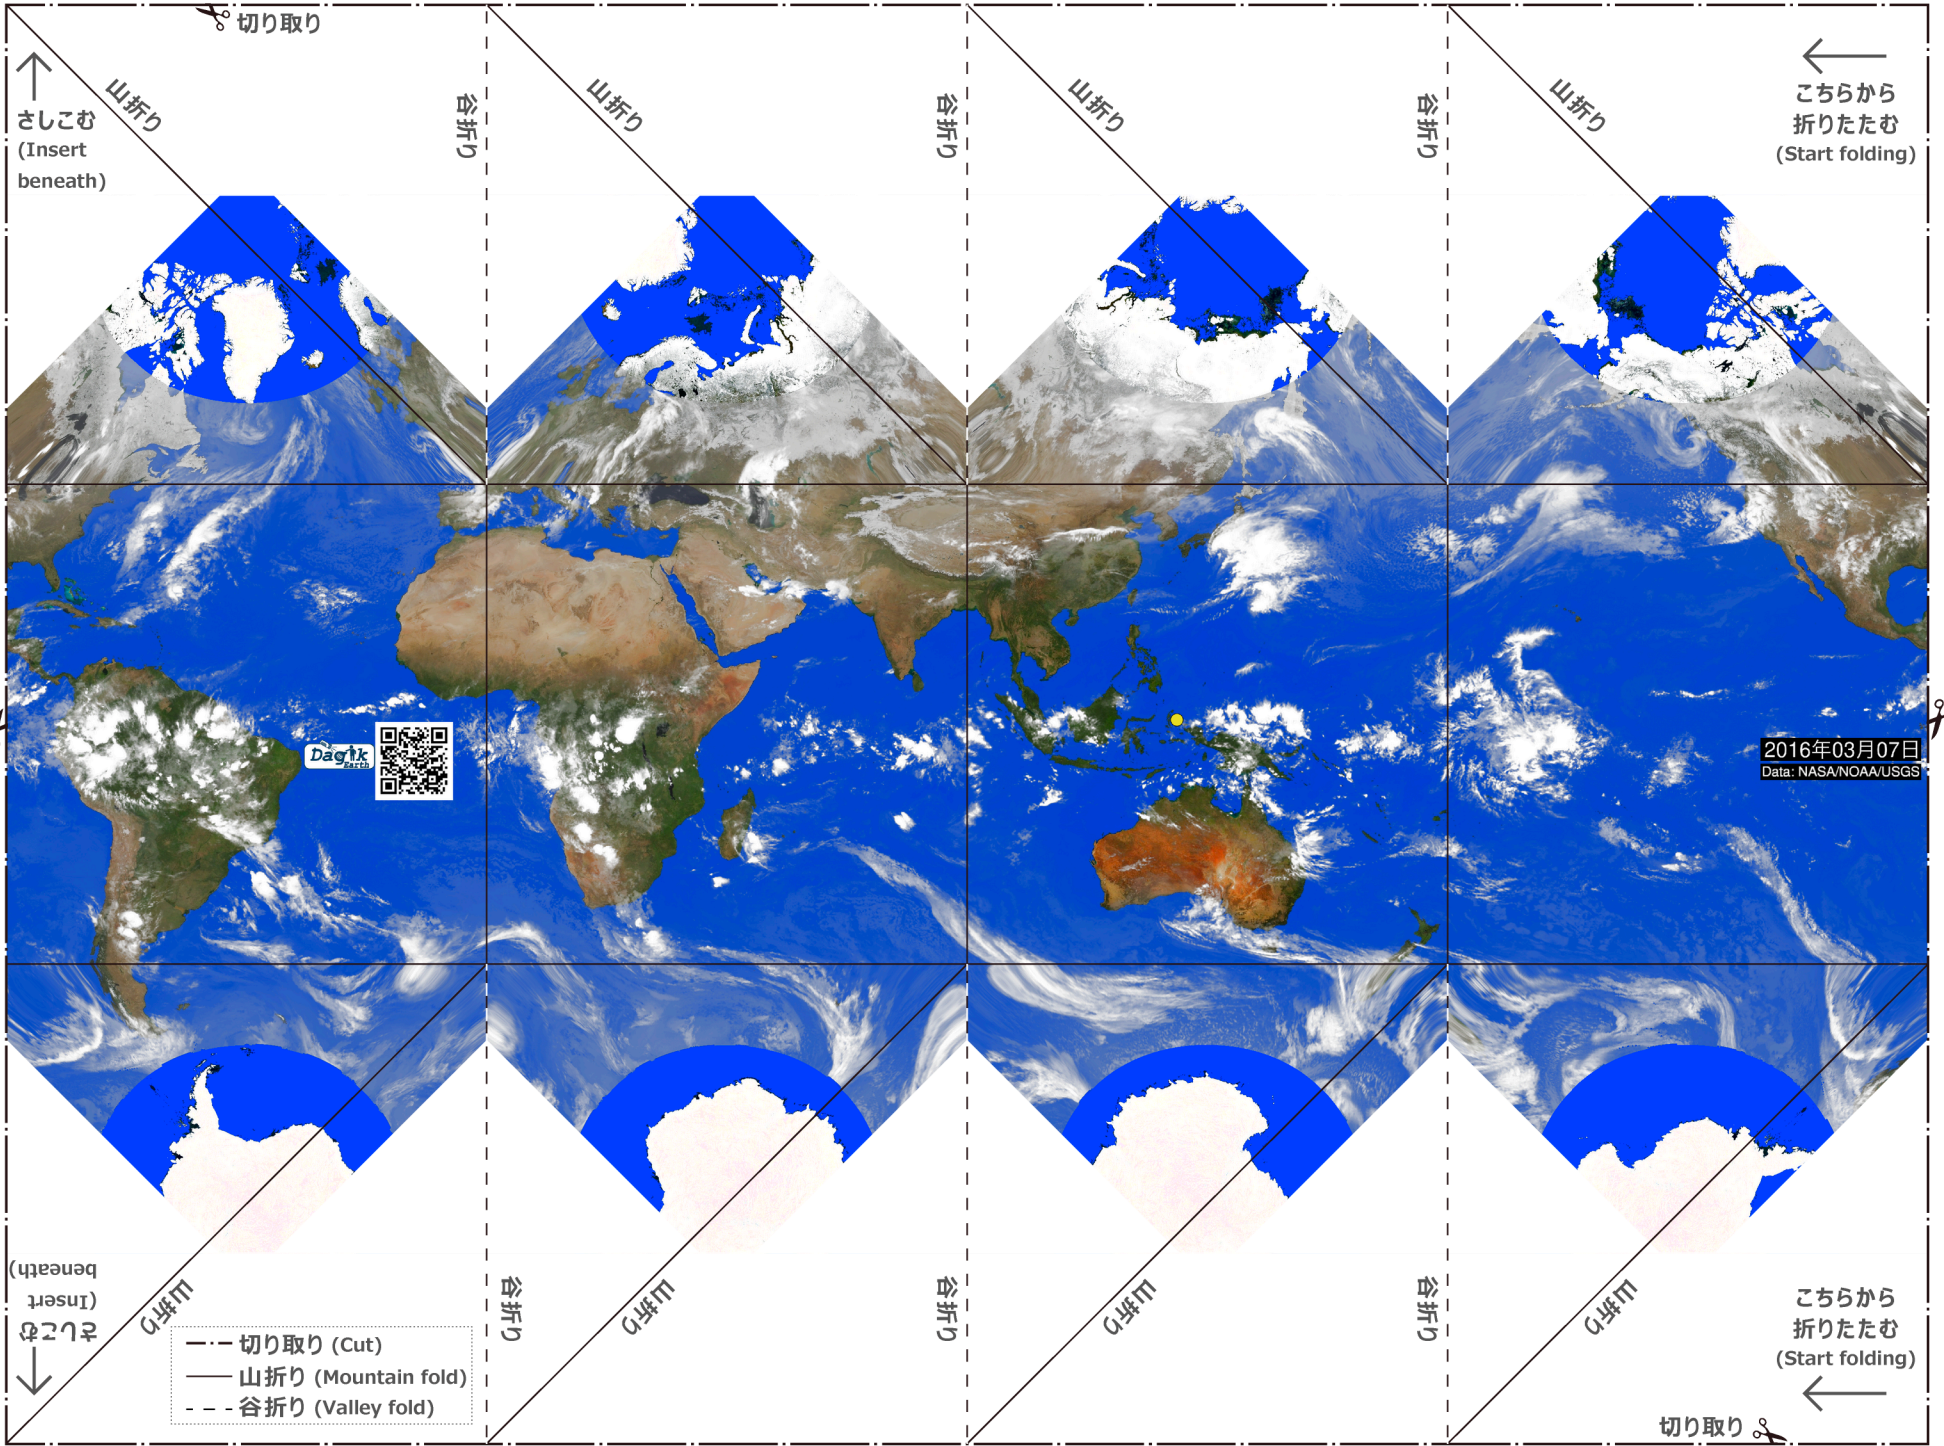 切り取り
山折り
谷折り
山折り
谷折り
山折り
谷折り
山折り
さしこむ
(Insert
beneath)
こちらから
折りたたむ
(Start folding)
Dagik
Earth
2016年03月07日
Data: NASA/NOAA/USGS
さしこむ
(Insert
beneath)
山折り
谷折り
山折り
谷折り
山折り
谷折り
山折り
こちらから
折りたたむ
(Start folding)
切り取り (Cut)
山折り (Mountain fold)
谷折り (Valley fold)
切り取り